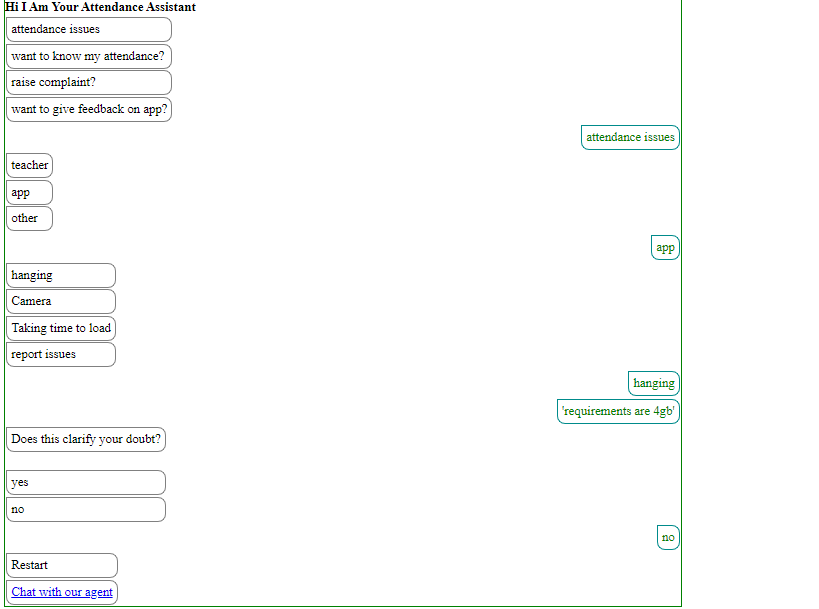 Hi I Am Your Attendance Assistant
attendance issues
want to know my attendance?
raise complaint?
want to give feedback on app?
attendance issues
teacher
app
other
app
hanging
Camera
Taking time to load
report issues
hanging
'requirements are 4gb'
Does this clarify your doubt?
yes
no
no
Restart
Chat with our agent